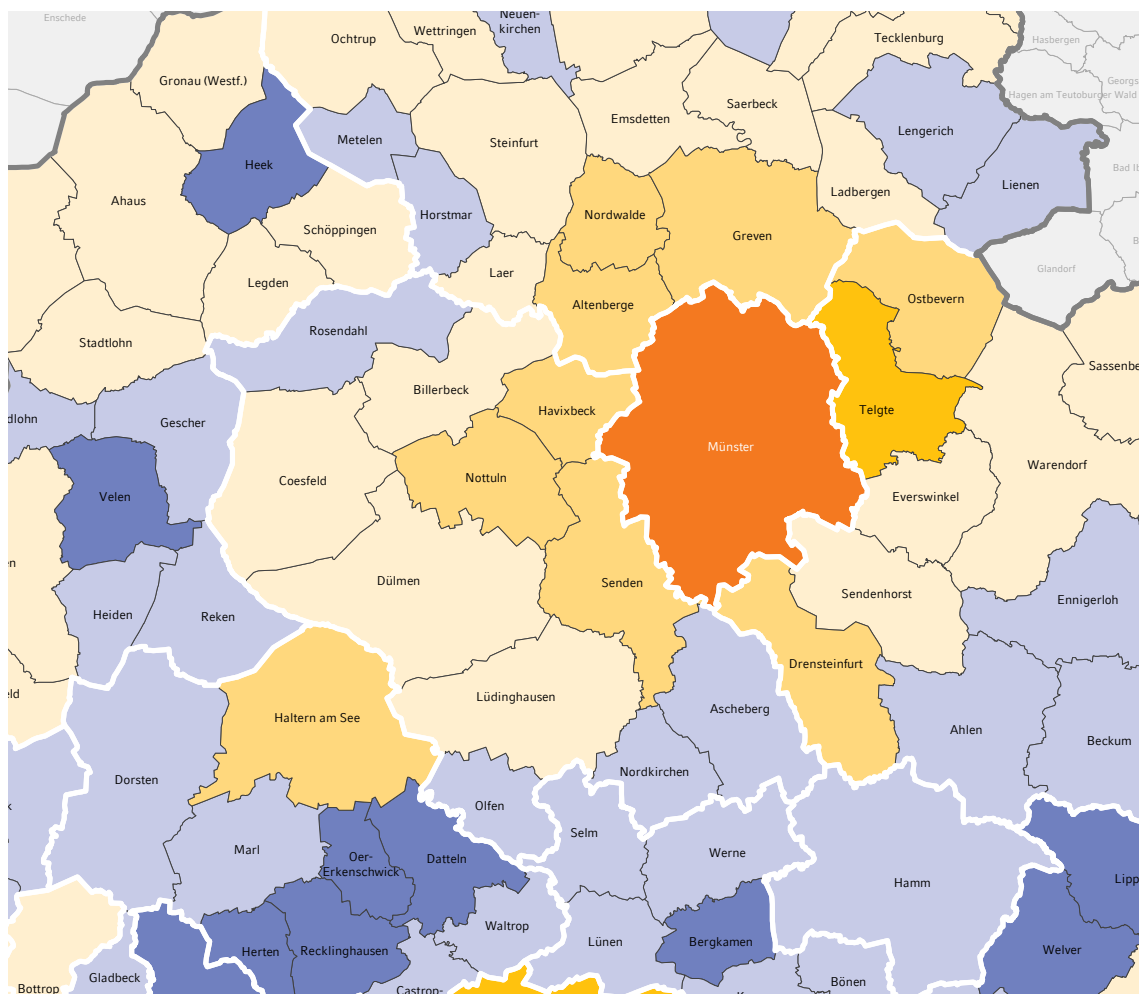 Enschede
Neuen-
kirchen
Ochtrup
Wettringen
Tecklenburg
Hasbergen
Gronau (Westf.)
Georgs
Hagen am Teutoburger Wald
Saerbeck
Emsdetten
Lengerich
Metelen
Steinfurt
Heek
Bad Ib
Lienen
Ladbergen
Ahaus
Horstmar
Nordwalde
Schöppingen
Greven
Glandorf
Laer
Legden
Ostbevern
Altenberge
Rosendahl
Stadtlohn
Sassenbe
Billerbeck
Havixbeck
Telgte
dlohn
Gescher
Münster
Warendorf
Nottuln
Coesfeld
Velen
Everswinkel
en
Dülmen
Senden
Sendenhorst
Ennigerloh
Heiden
Reken
Drensteinfurt
eld
Lüdinghausen
Ascheberg
Haltern am See
Ahlen
Beckum
Nordkirchen
Dorsten
Olfen
k
Selm
Marl
Oer-
Erkenschwick
Datteln
Werne
Hamm
Lipp
Waltrop
Lünen
Bergkamen
Herten
Recklinghausen
Welver
Gladbeck
Bönen
Bottrop
Castrop-